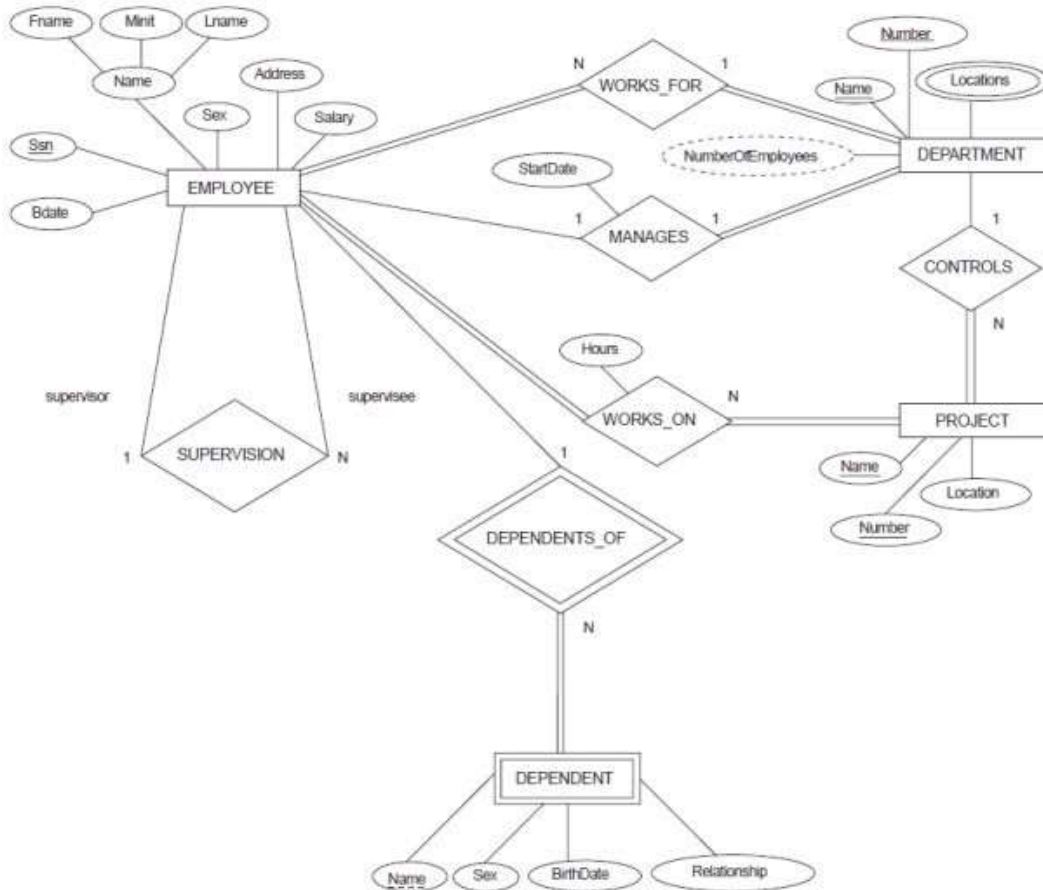 Fname
Minit
Lname
Name
Address
Sex
Salary
Ssn
Bdate
EMPLOYEE
N
WORKS_FOR
1
Number
Name
Locations
NumberOfEmployees
DEPARTMENT
StartDate
1
MANAGES
1
1
CONTROLS
N
supervisor
supervisee
1
SUPERVISION
N
Hours
WORKS_ON
N
PROJECT
Name
Number
Location
1
DEPENDENTS_OF
N
DEPENDENT
Name
Sex
BirthDate
Relationship